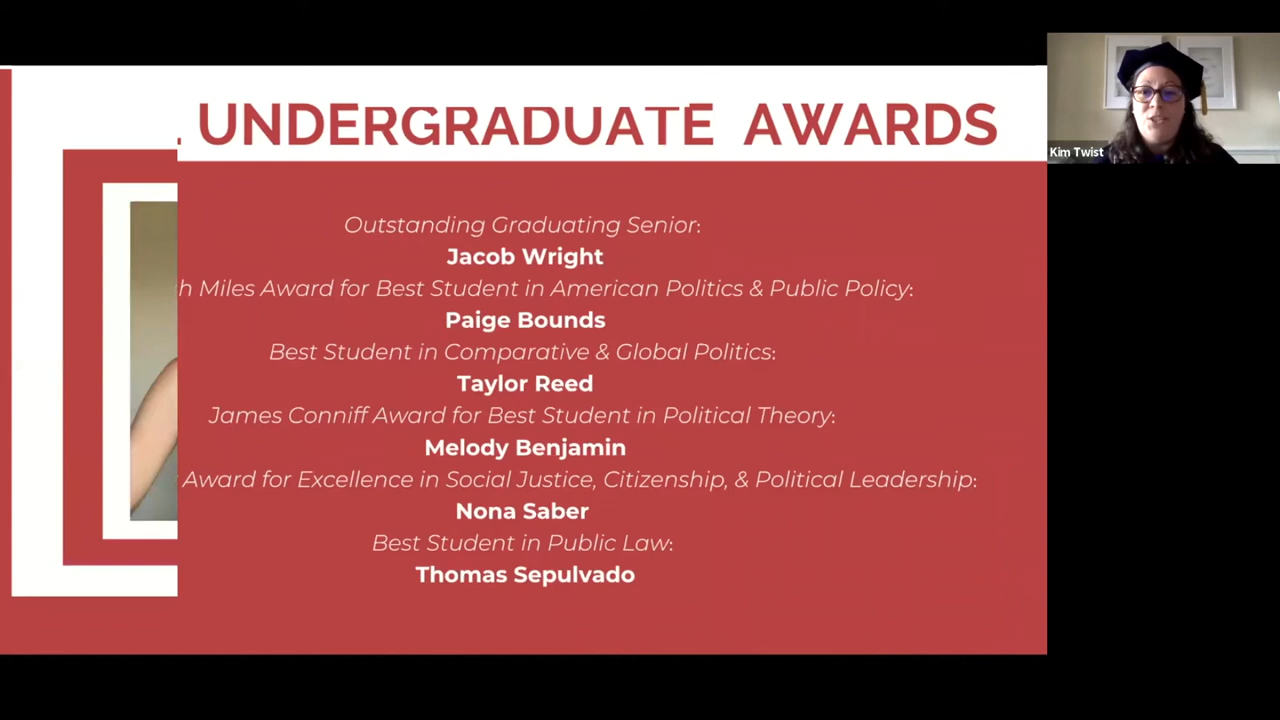 UNDERGRADUATE AWARDS
Outstanding Graduating Senior:
Jacob Wright
h Miles Award for Best Student in American Politics & Public Policy:
Paige Bounds
Best Student in Comparative & Global Politics:
Taylor Reed
James Conniff Award for Best Student in Political Theory:
Melody Benjamin
Award for Excellence in Social Justice, Citizenship, & Political Leadership:
Nona Saber
Best Student in Public Law:
Thomas Sepulvado
Kim Twist